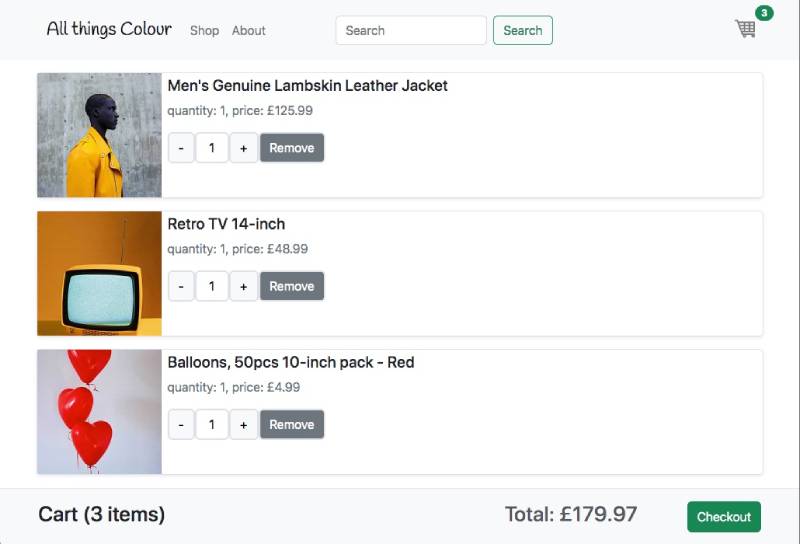 All things Colour Shop About Search Search 3
Men's Genuine Lambskin Leather Jacket
quantity: 1, price: £125.99
- 1 + Remove
Retro TV 14-inch
quantity: 1, price: £48.99
- 1 + Remove
Balloons, 50pcs 10-inch pack - Red
quantity: 1, price: £4.99
- 1 + Remove
Cart (3 items) Total: £179.97 Checkout